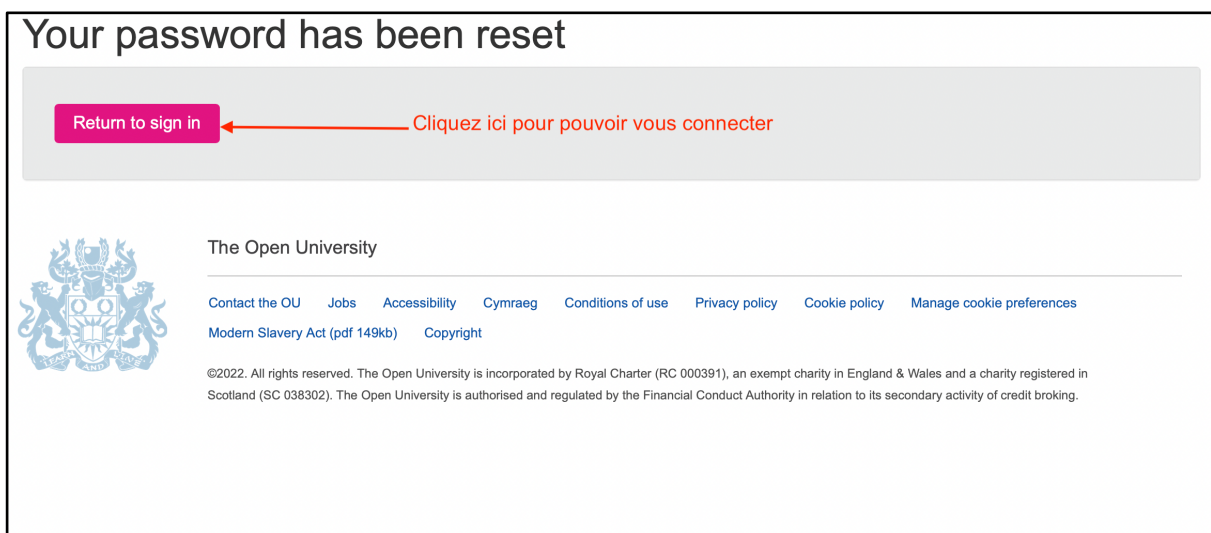 Your password has been reset
Return to sign in
Cliquez ici pour pouvoir vous connecter
The Open University
Contact the OU Jobs Accessibility Cymraeg Conditions of use Privacy policy Cookie policy Manage cookie preferences
Modern Slavery Act (pdf 149kb) Copyright
©2022. All rights reserved. The Open University is incorporated by Royal Charter (RC 000391), an exempt charity in England & Wales and a charity registered in
Scotland (SC 038302). The Open University is authorised and regulated by the Financial Conduct Authority in relation to its secondary activity of credit broking.
LEARN AND LIVE